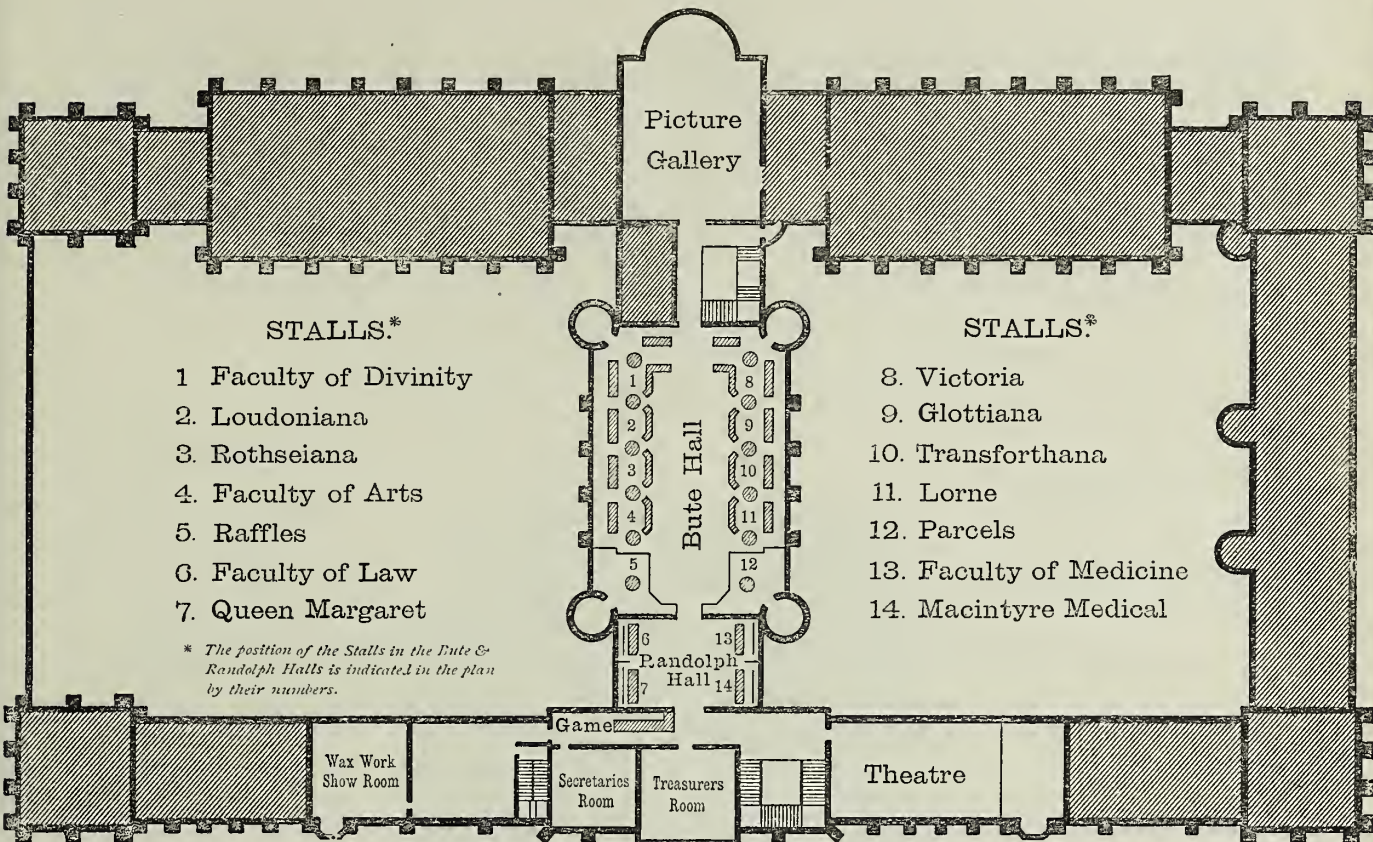 Picture
Gallery
STALLS.*
1 Faculty of Divinity
2. Loudoniana
3. Rothseiana
4. Faculty of Arts
5. Raffles
6. Faculty of Law
7. Queen Margaret
* The position of the Stalls in the Bute &
Randolph Halls is indicated in the plan
by their numbers.
1
2
3
4
5
Bute Hall
8
9
10
11
12
STALLS.*
8. Victoria
9. Glottiana
10. Transforthana
11. Lorne
12. Parcels
13. Faculty of Medicine
14. Macintyre Medical
6 13
Randolph
Hall
7 14
Game
Wax Work
Show Room
Secretaries
Room
Treasurers
Room
Theatre